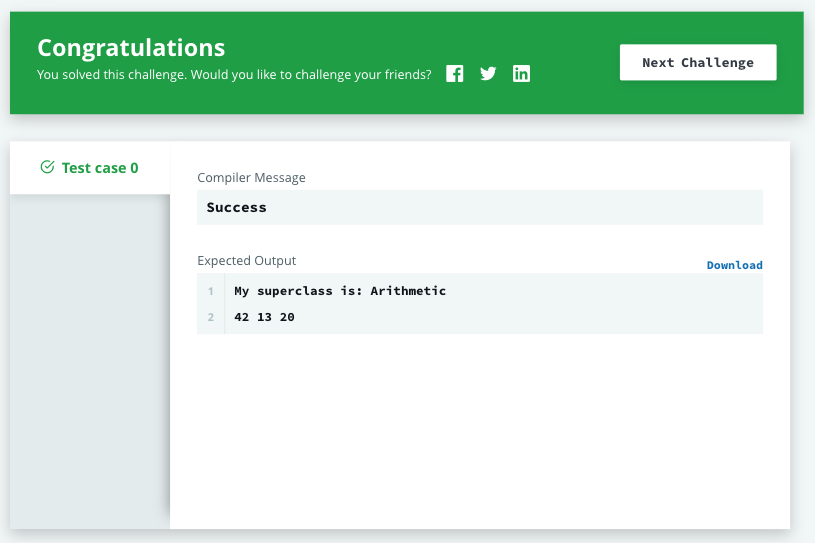 Congratulations
You solved this challenge. Would you like to challenge your friends?
Next Challenge
Test case 0
Compiler Message
Success
Expected Output
Download
1 My superclass is: Arithmetic
2 42 13 20